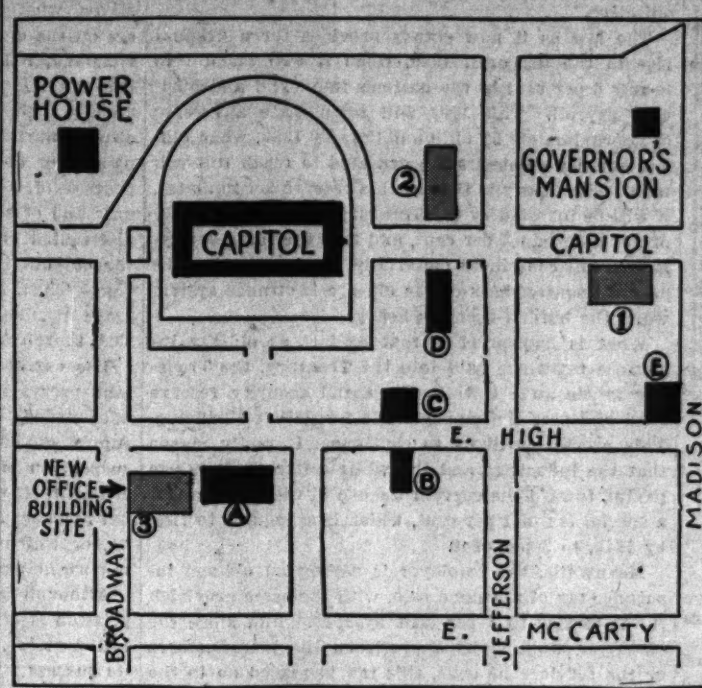 POWER
HOUSE
2
GOVERNOR'S
MANSION
CAPITOL
CAPITOL
1
D
E
C
E. HIGH
MADISON
NEW
OFFICE
BUILDING
SITE
3
A
B
BROADWAY
JEFFERSON
E. MC CARTY